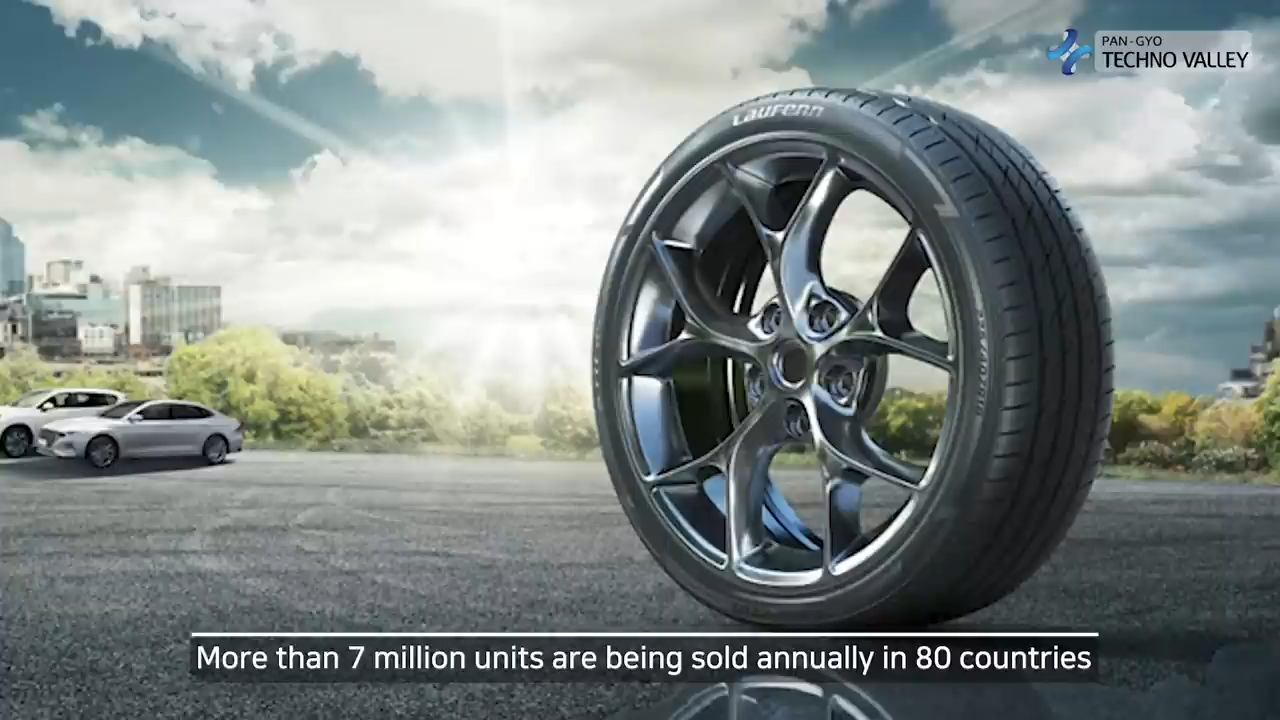 PAN-GYO
TECHNO VALLEY
Laufenn
More than 7 million units are being sold annually in 80 countries